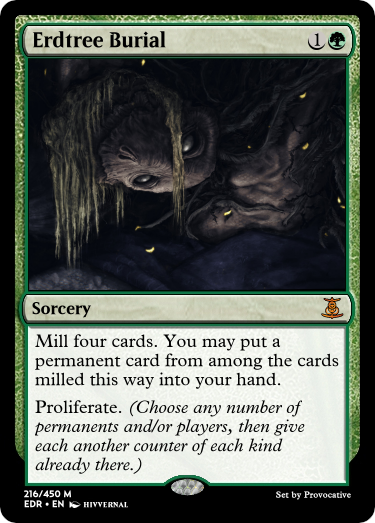 Erdtree Burial 1
Sorcery
Mill four cards. You may put a
permanent card from among the cards
milled this way into your hand.
Proliferate. (Choose any number of
permanents and/or players, then give
each another counter of each kind
already there.)
216/450 M
EDR • EN HIVVERNAL
Set by Provocative